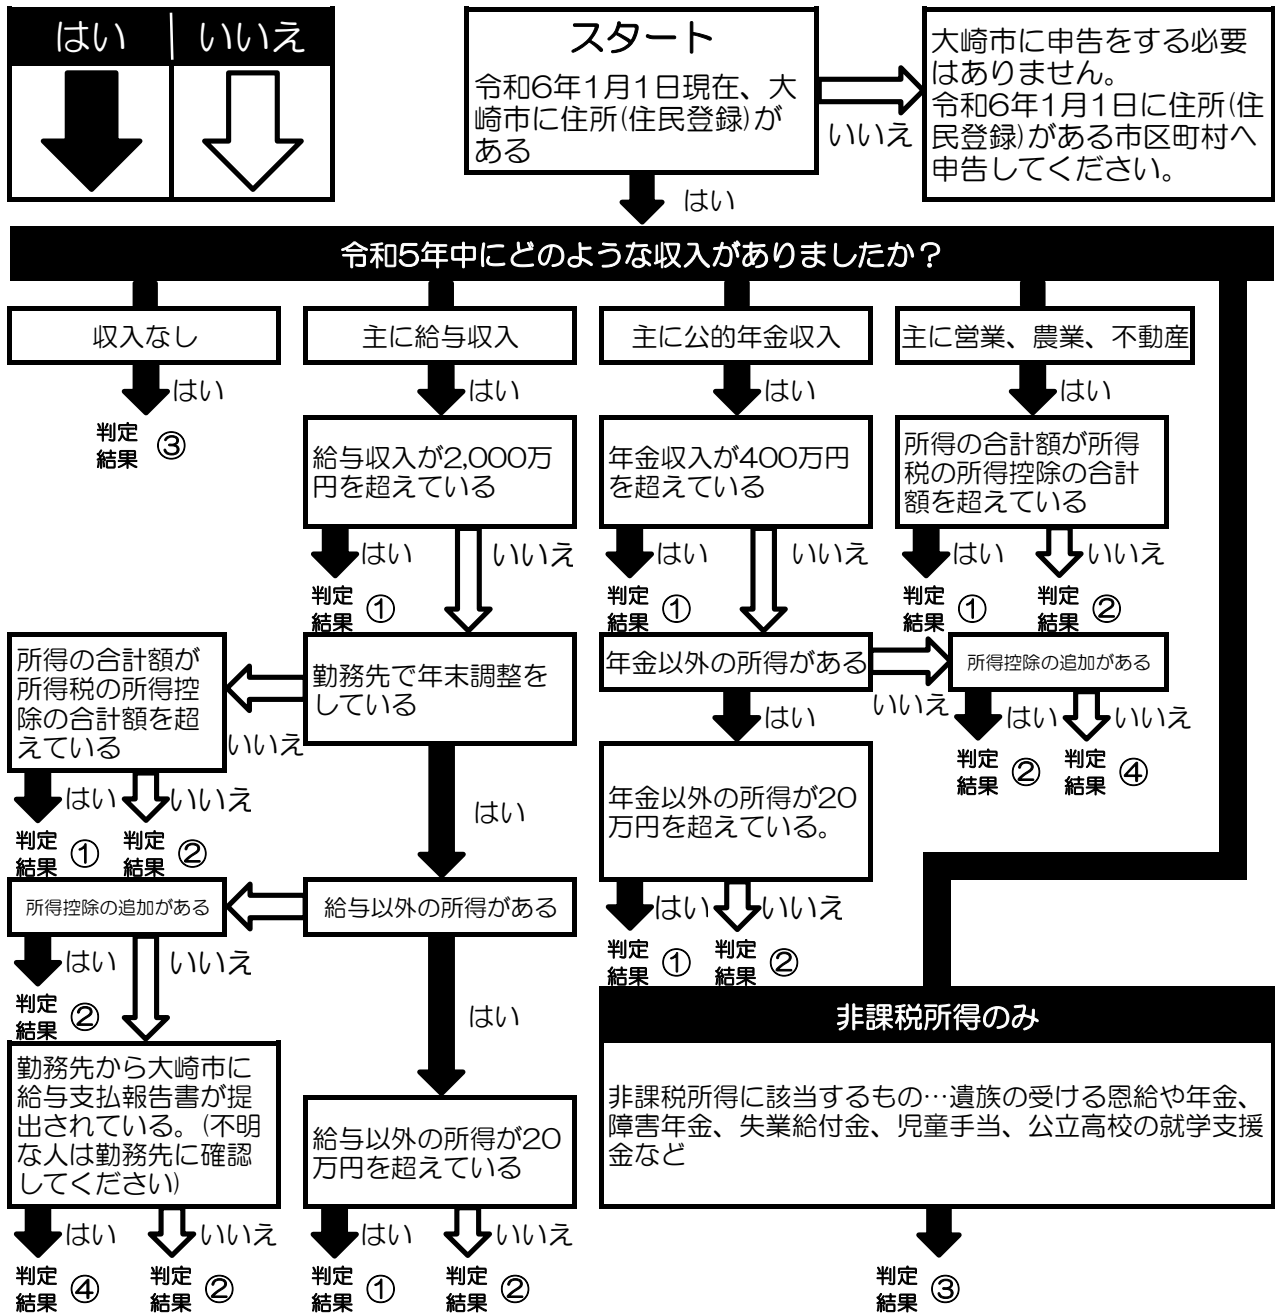 はい
いいえ
スタート
令和6年1月1日現在、大
崎市に住所(住民登録)が
ある
いいえ
大崎市に申告をする必要
はありません。
令和6年1月1日に住所(住
民登録)がある市区町村へ
申告してください。
はい
令和5年中にどのような収入がありましたか？
収入なし
はい
判定
結果
③
主に給与収入
はい
給与収入が2,000万
円を超えている
はい
判定
結果
①
いいえ
勤務先で年末調整を
している
いいえ
所得の合計額が
所得税の所得控
除の合計額を超
えている
はい
判定
結果
①
いいえ
判定
結果
②
はい
給与以外の所得がある
所得控除の追加がある
はい
判定
結果
②
いいえ
勤務先から大崎市に
給与支払報告書が提
出されている。(不明
な人は勤務先に確認
してください)
はい
判定
結果
④
いいえ
判定
結果
②
はい
給与以外の所得が20
万円を超えている
はい
判定
結果
①
いいえ
判定
結果
②
主に公的年金収入
はい
年金収入が400万円
を超えている
はい
判定
結果
①
いいえ
年金以外の所得がある
いいえ
所得控除の追加がある
はい
判定
結果
②
いいえ
判定
結果
④
はい
年金以外の所得が20
万円を超えている。
はい
判定
結果
①
いいえ
判定
結果
②
主に営業、農業、不動産
はい
所得の合計額が所得
税の所得控除の合計
額を超えている
はい
判定
結果
①
いいえ
判定
結果
②
非課税所得のみ
非課税所得に該当するもの…遺族の受ける恩給や年金、
障害年金、失業給付金、児童手当、公立高校の就学支援
金など
判定
結果
③